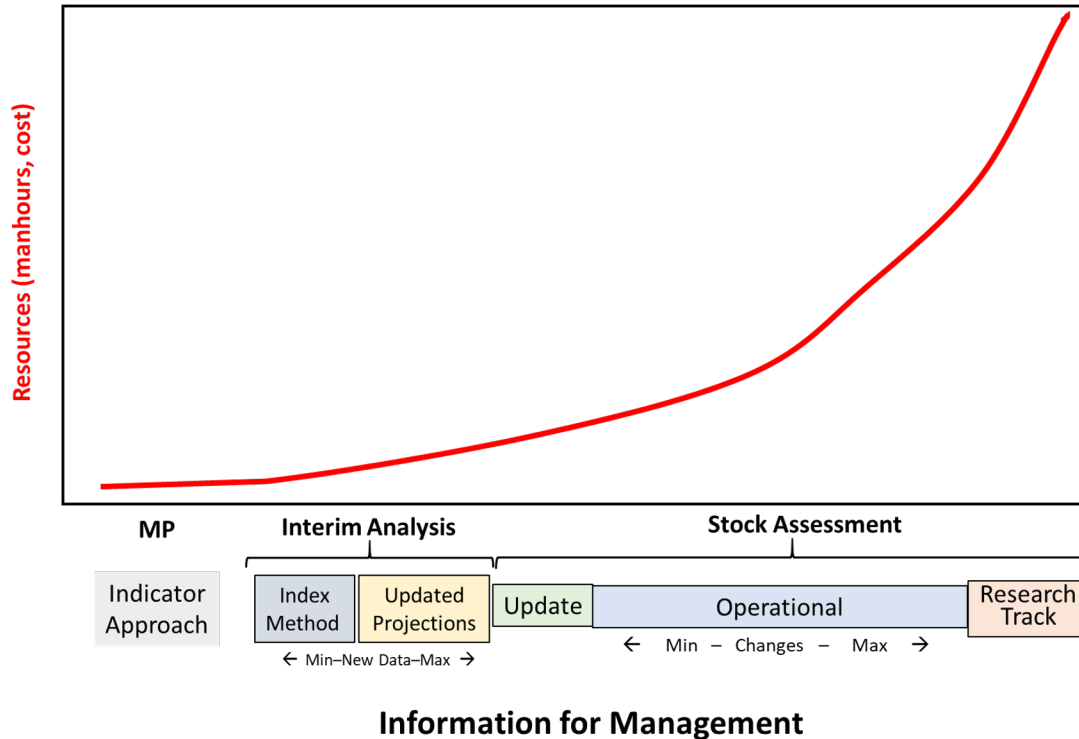 Resources (manhours, cost)
MP
Interim Analysis
Stock Assessment
Indicator
Approach
Index
Method
Updated
Projections
Update
Operational
Research
Track
← Min–New Data–Max →
← Min – Changes – Max →
Information for Management